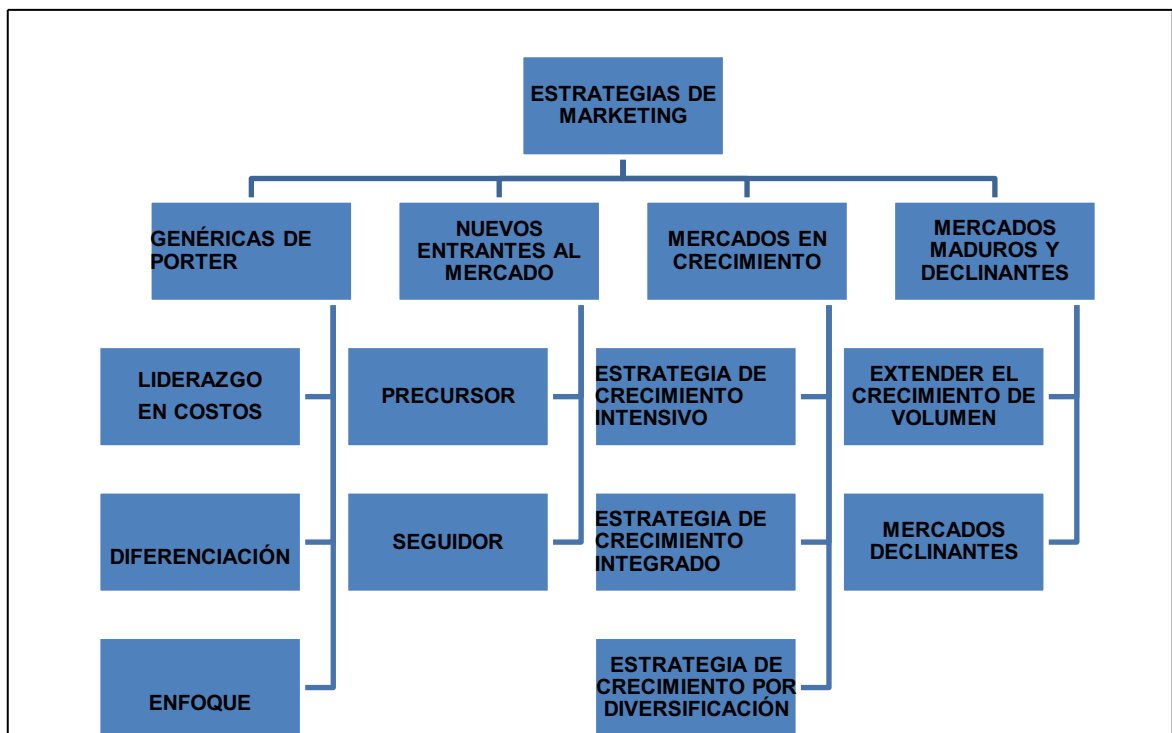 ESTRATEGIAS DE
MARKETING
GENÉRICAS DE
PORTER
NUEVOS
ENTRANTES AL
MERCADO
MERCADOS EN
CRECIMIENTO
MERCADOS
MADUROS Y
DECLINANTES
LIDERAZGO
EN COSTOS
PRECURSOR
ESTRATEGIA DE
CRECIMIENTO
INTENSIVO
EXTENDER EL
CRECIMIENTO DE
VOLUMEN
DIFERENCIACIÓN
SEGUIDOR
ESTRATEGIA DE
CRECIMIENTO
INTEGRADO
MERCADOS
DECLINANTES
ENFOQUE
ESTRATEGIA DE
CRECIMIENTO POR
DIVERSIFICACIÓN